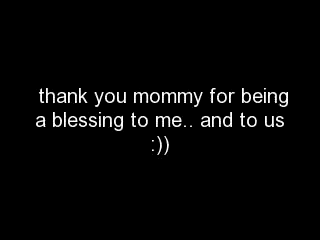 thank you mommy for being
a blessing to me.. and to us
:))